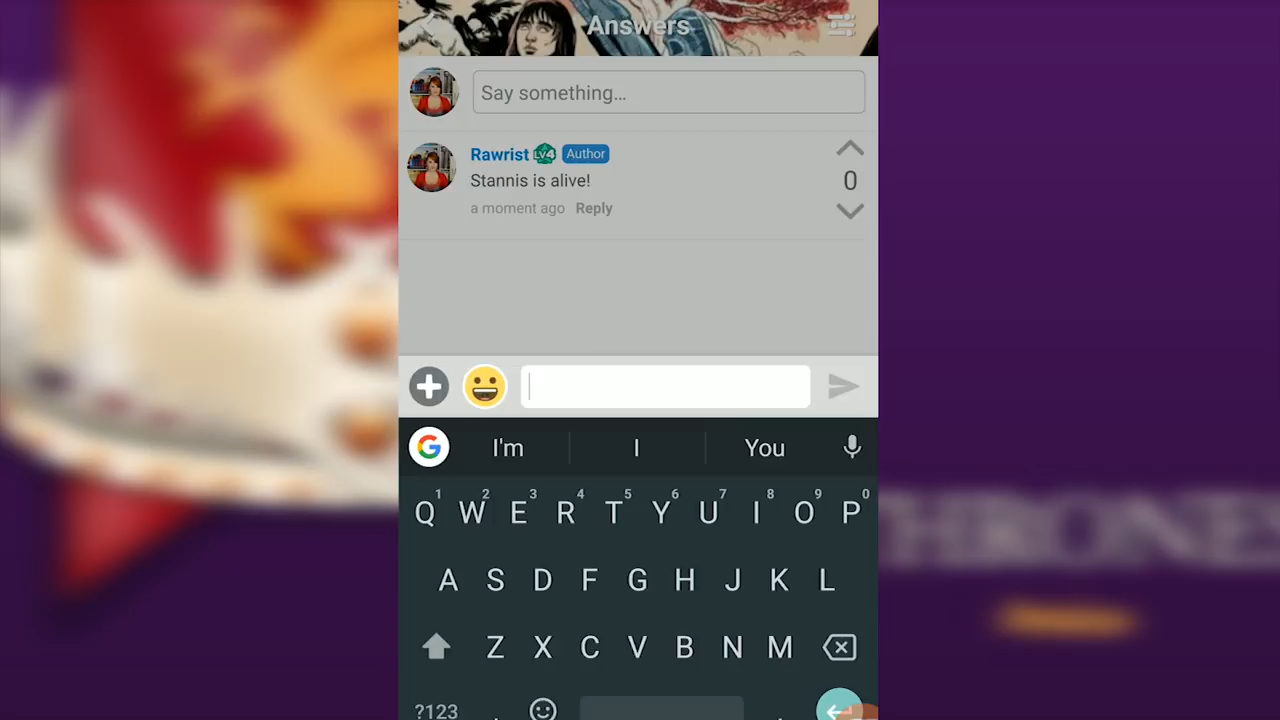 Answers
Say something...
Rawrist LV4 Author
Stannis is alive!
0
a moment ago Reply
G I'm I You
1 2 3 4 5 6 7 8 9 0
Q W E R T Y U I O P
A S D F G H J K L
Z X C V B N M
?123 , .
THRONES